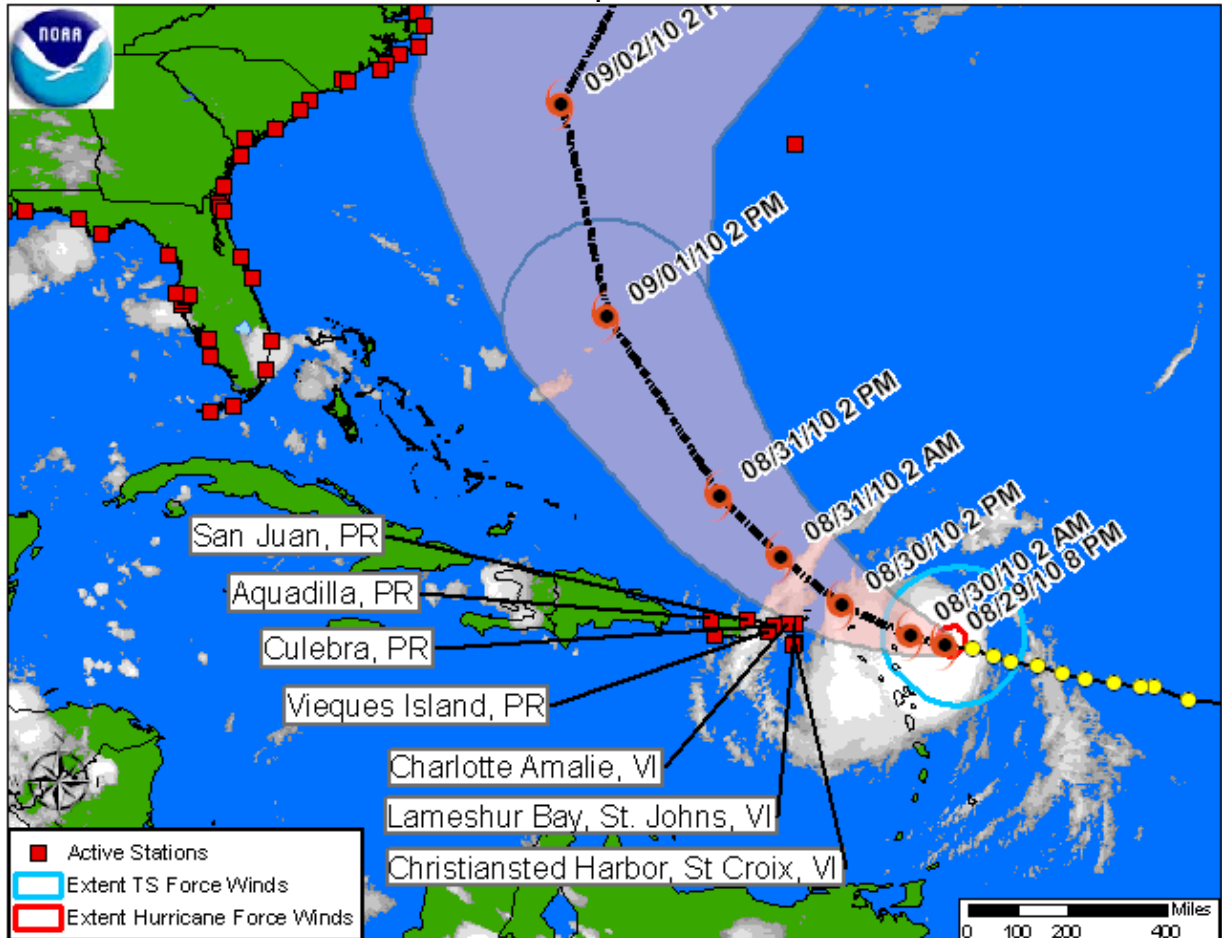 NOAA
09/02/10 2 PM
09/01/10 2 PM
08/31/10 2 PM
08/31/10 2 AM
08/30/10 2 PM
08/30/10 2 AM
08/29/10 8 PM
San Juan, PR
Aquadilla, PR
Culebra, PR
Vieques Island, PR
Charlotte Amalie, VI
Lameshur Bay, St. Johns, VI
Christiansted Harbor, St Croix, VI
Active Stations
Extent TS Force Winds
Extent Hurricane Force Winds
Miles
0 100 200 400